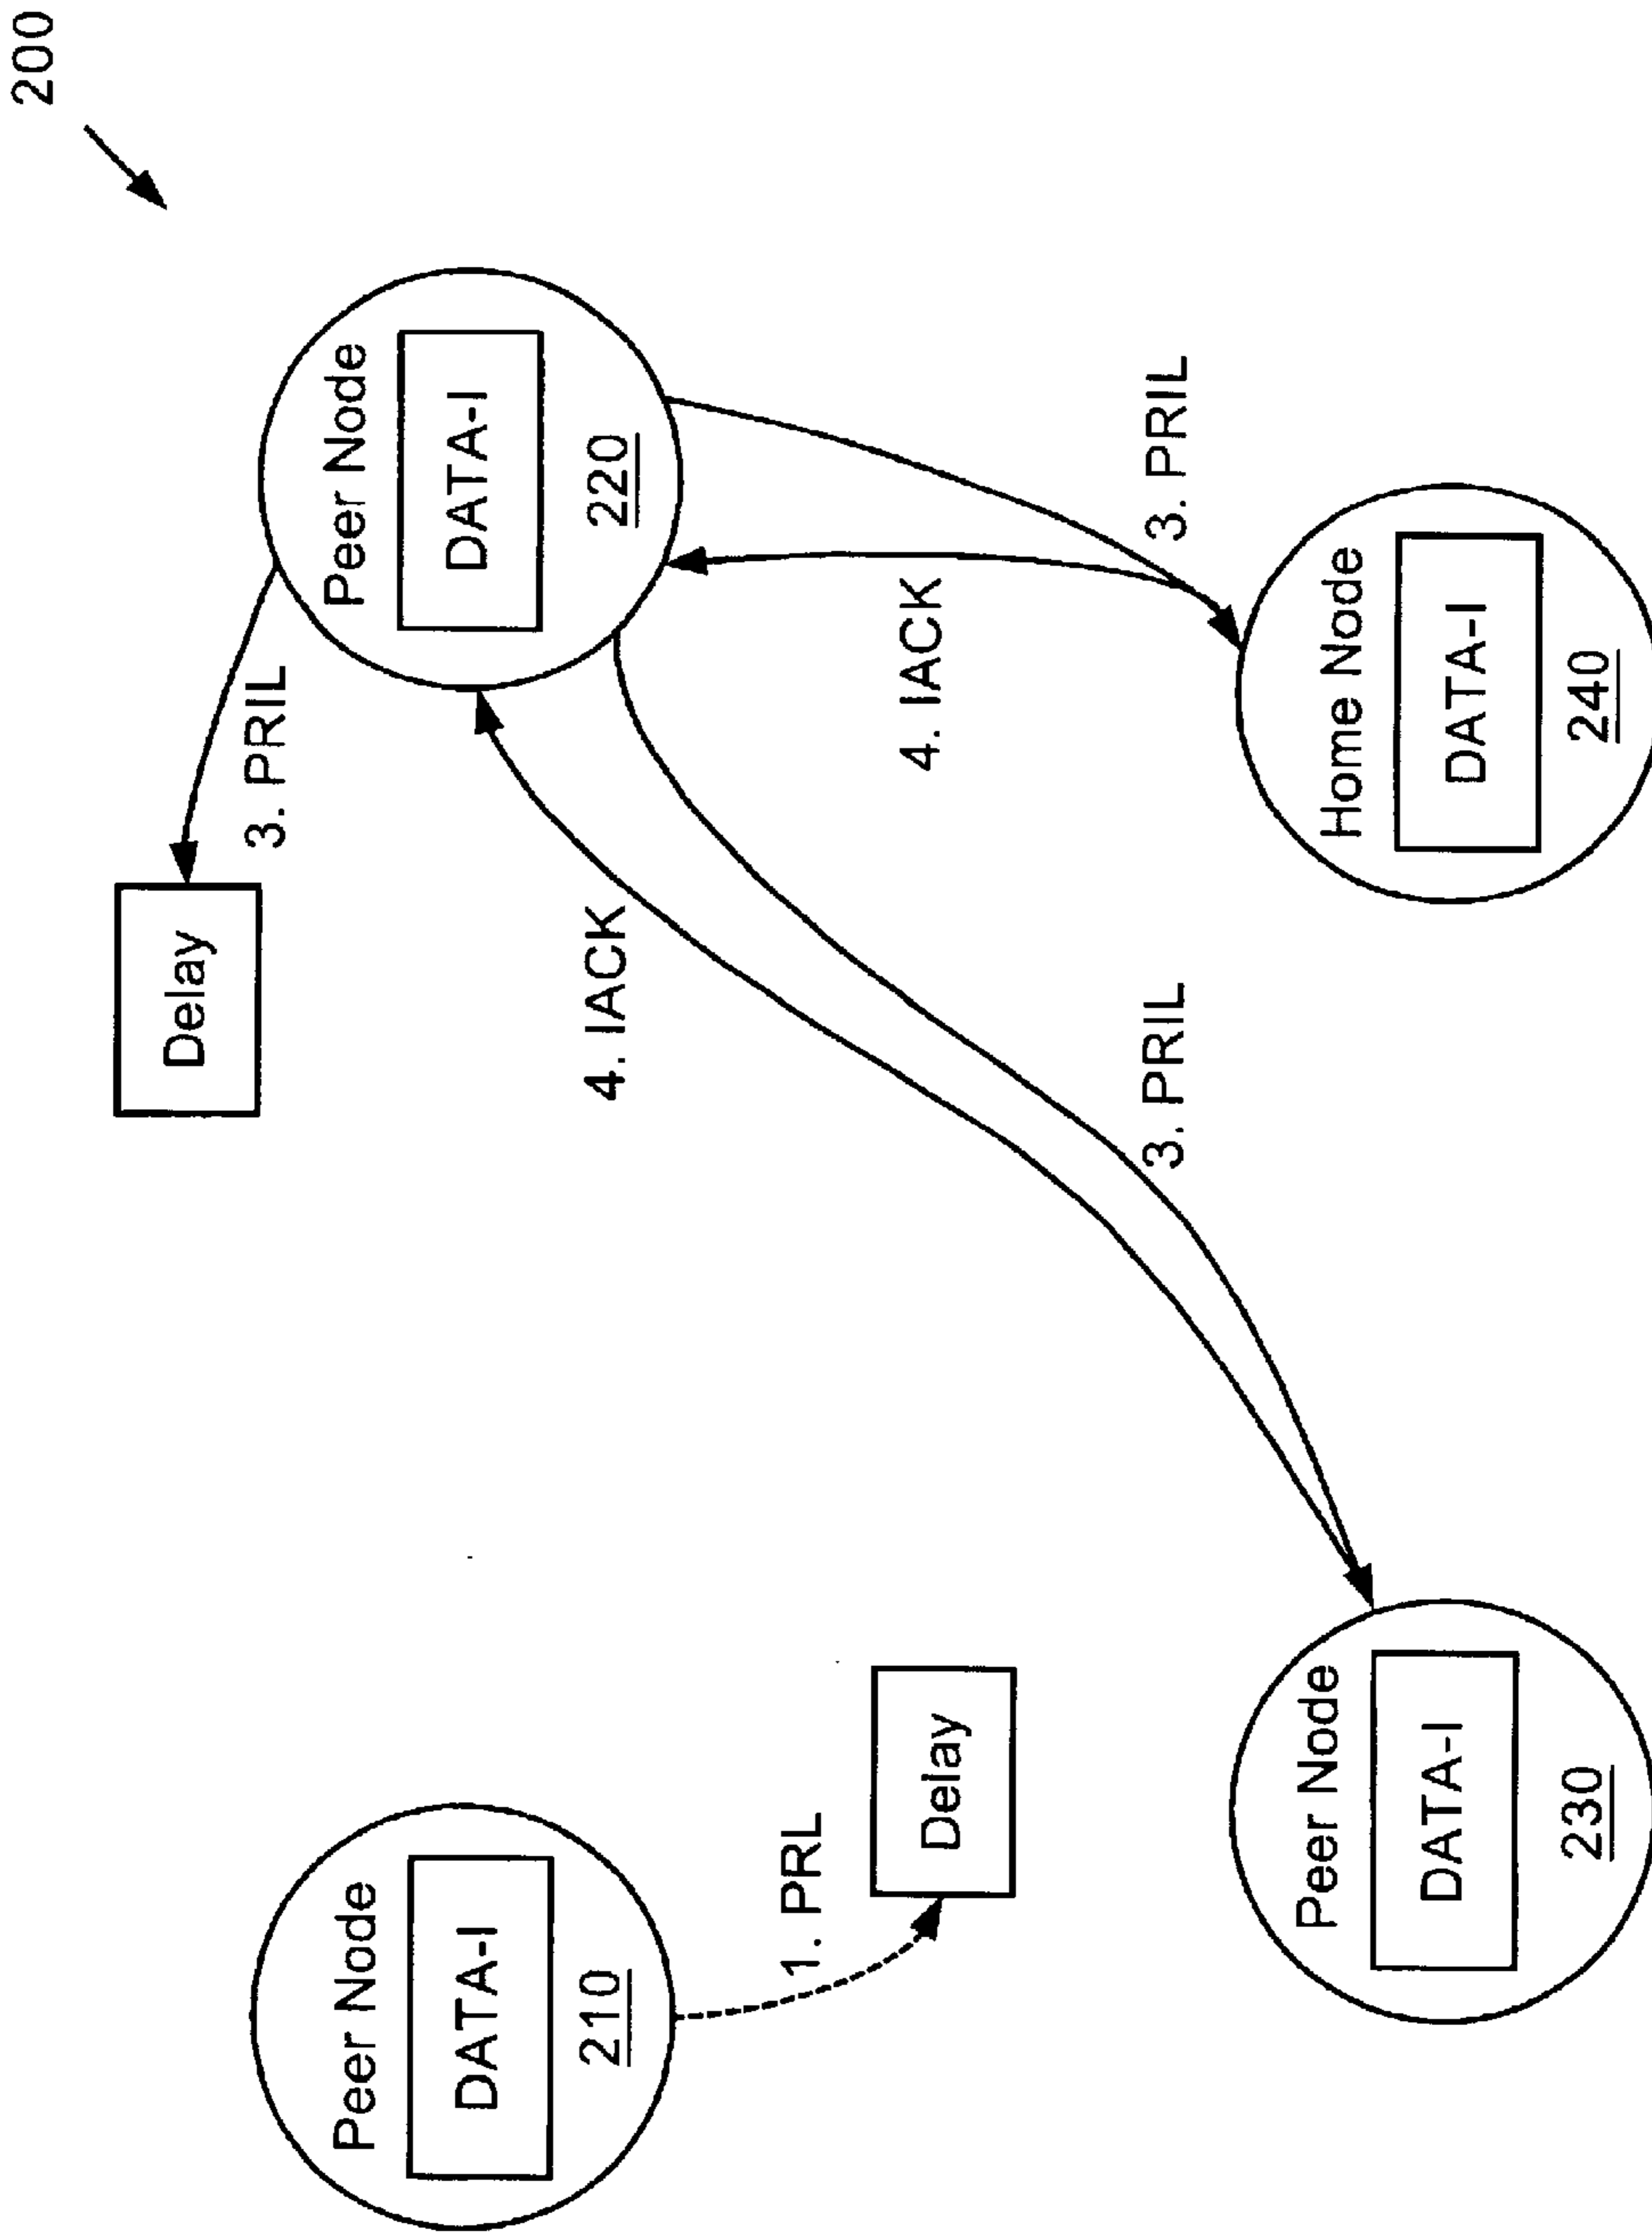 200
Peer Node
DATA-I
210
Peer Node
DATA-I
220
Delay
3. PRIL
1. PRL
Delay
4. IACK
4. IACK
3. PRIL
3. PRIL
Peer Node
DATA-I
230
Home Node
DATA-I
240